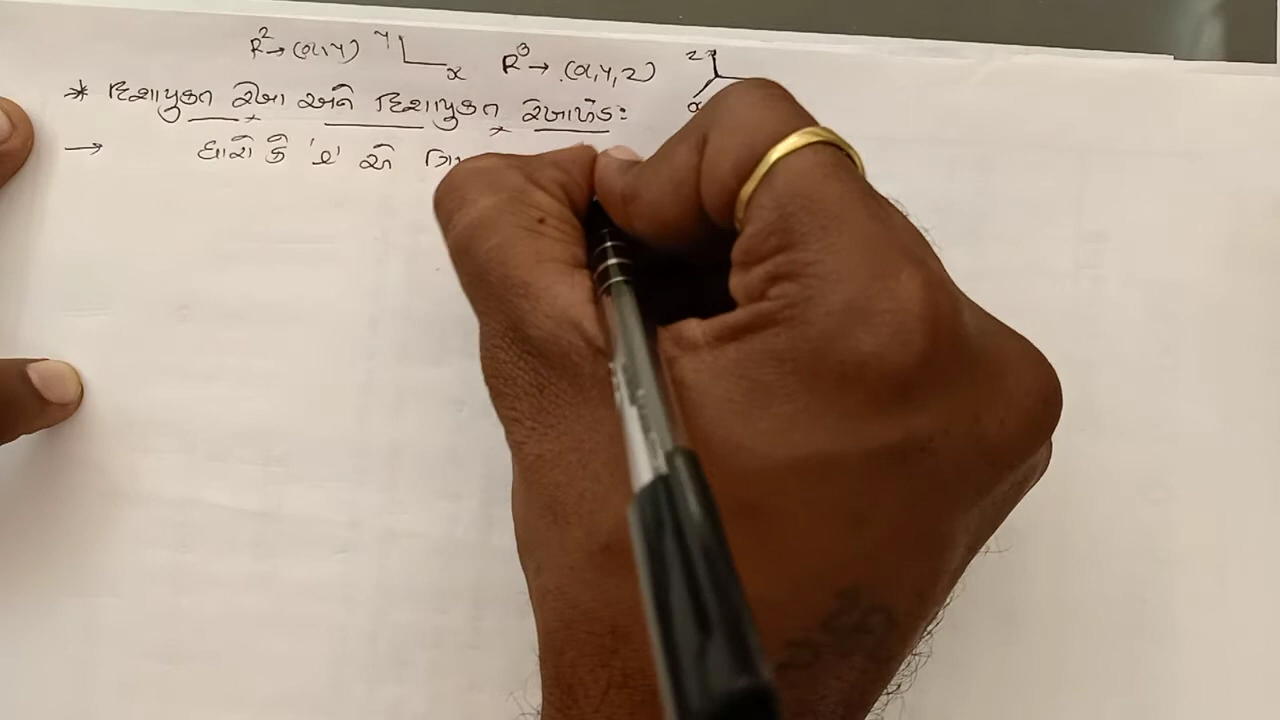 R² → (x, y) y x R³ → (x, y, z) z x
* દિશાયુક્ત રેખા અને દિશાયુક્ત રેખાખંડ:
→ ધારો કે 'l' એ